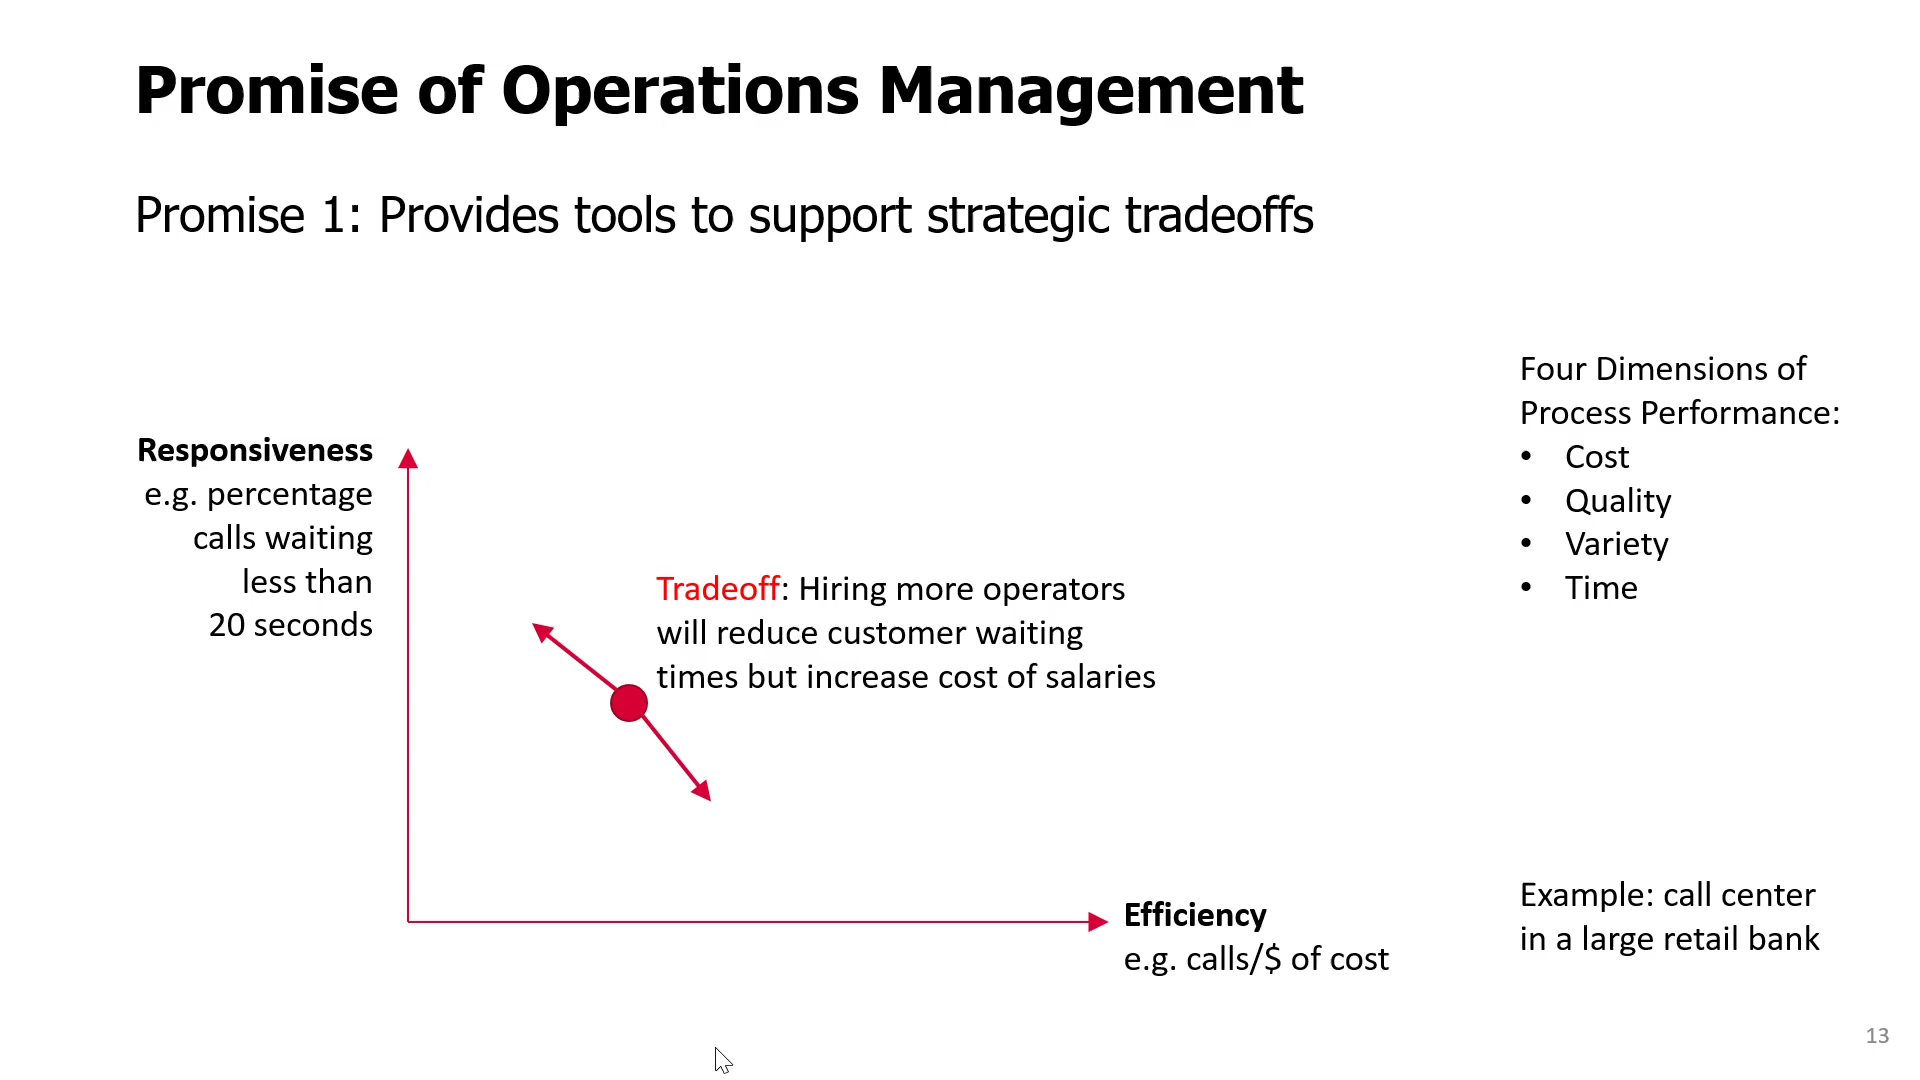 Promise of Operations Management
Promise 1: Provides tools to support strategic tradeoffs
Four Dimensions of
Process Performance:
• Cost
• Quality
• Variety
• Time
Responsiveness
e.g. percentage
calls waiting
less than
20 seconds
Tradeoff: Hiring more operators
will reduce customer waiting
times but increase cost of salaries
Efficiency
e.g. calls/$ of cost
Example: call center
in a large retail bank
13